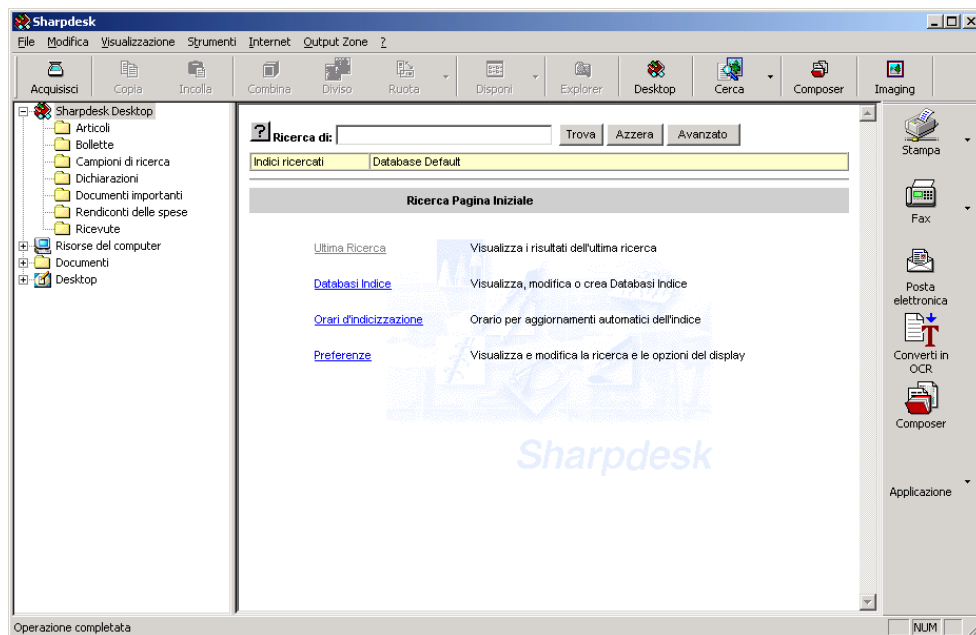 Sharpdesk
File Modifica Visualizzazione Strumenti Internet Output Zone ?
Acquisisci Copia Incolla Combina Diviso Ruota Disponi Explorer Desktop Cerca Composer Imaging
Sharpdesk Desktop
Articoli
Bollette
Campioni di ricerca
Dichiarazioni
Documenti importanti
Rendiconti delle spese
Ricevute
Risorse del computer
Documenti
Desktop
? Ricerca di: Trova Azzera Avanzato
Indici ricercati Database Default
Ricerca Pagina Iniziale
Ultima Ricerca Visualizza i risultati dell'ultima ricerca
Databasi Indice Visualizza, modifica o crea Databasi Indice
Orari d'indicizzazione Orario per aggiornamenti automatici dell'indice
Preferenze Visualizza e modifica la ricerca e le opzioni del display
Sharpdesk
Stampa
Fax
Posta
elettronica
Converti in
OCR
Composer
Applicazione
Operazione completata NUM